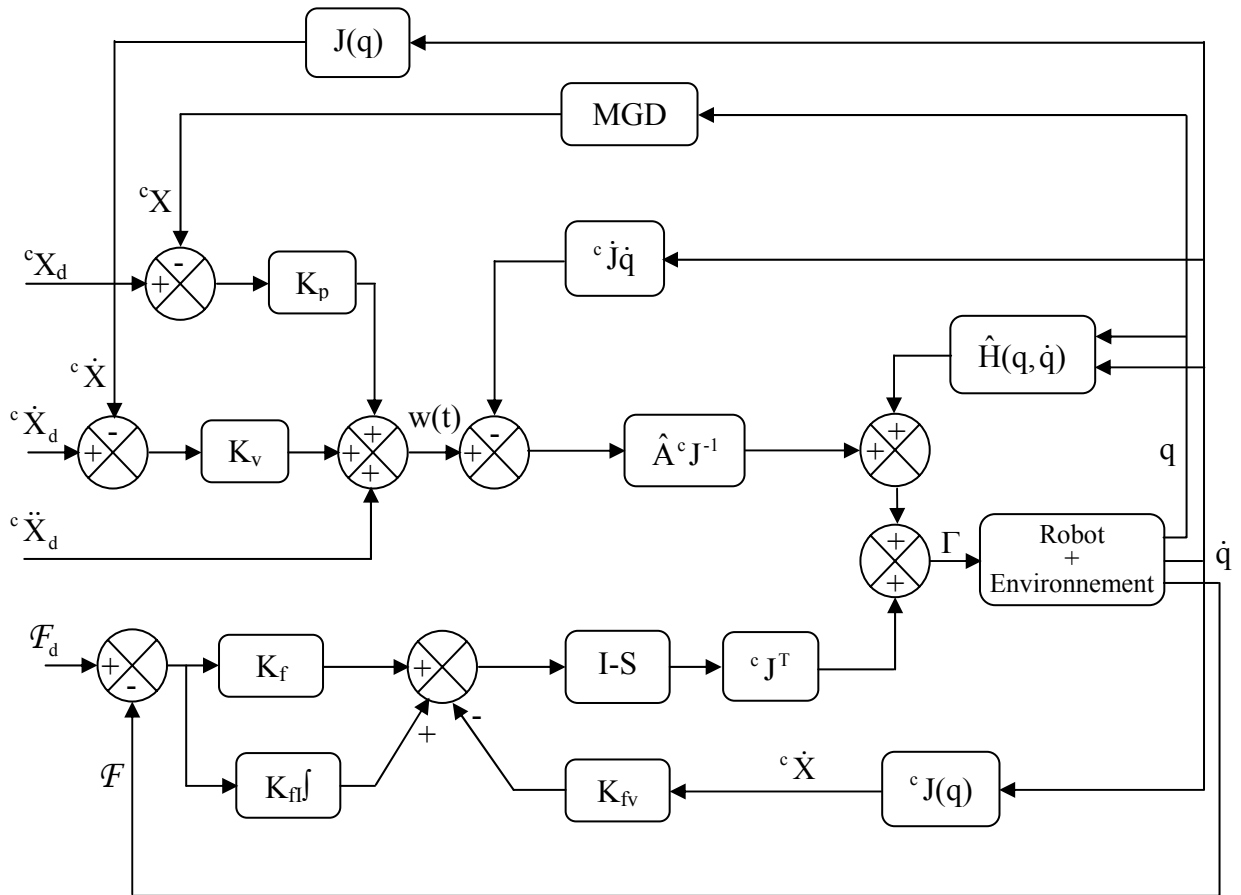 J(q)
MGD
ᶜX
ᶜJ̇q̇
ᶜX_d
-
+
K_p
Ĥ(q, q̇)
ᶜẊ
w(t)
q
ᶜẊ_d
-
+
K_v
+
+
+
-
+
Â ᶜJ⁻¹
+
+
ᶜẌ_d
+
+
Γ
Robot
+
Environnement
q̇
ℱ_d
+
-
K_f
+
I-S
ᶜJᵀ
+
-
ℱ
K_fI∫
K_fv
ᶜẊ
ᶜJ(q)